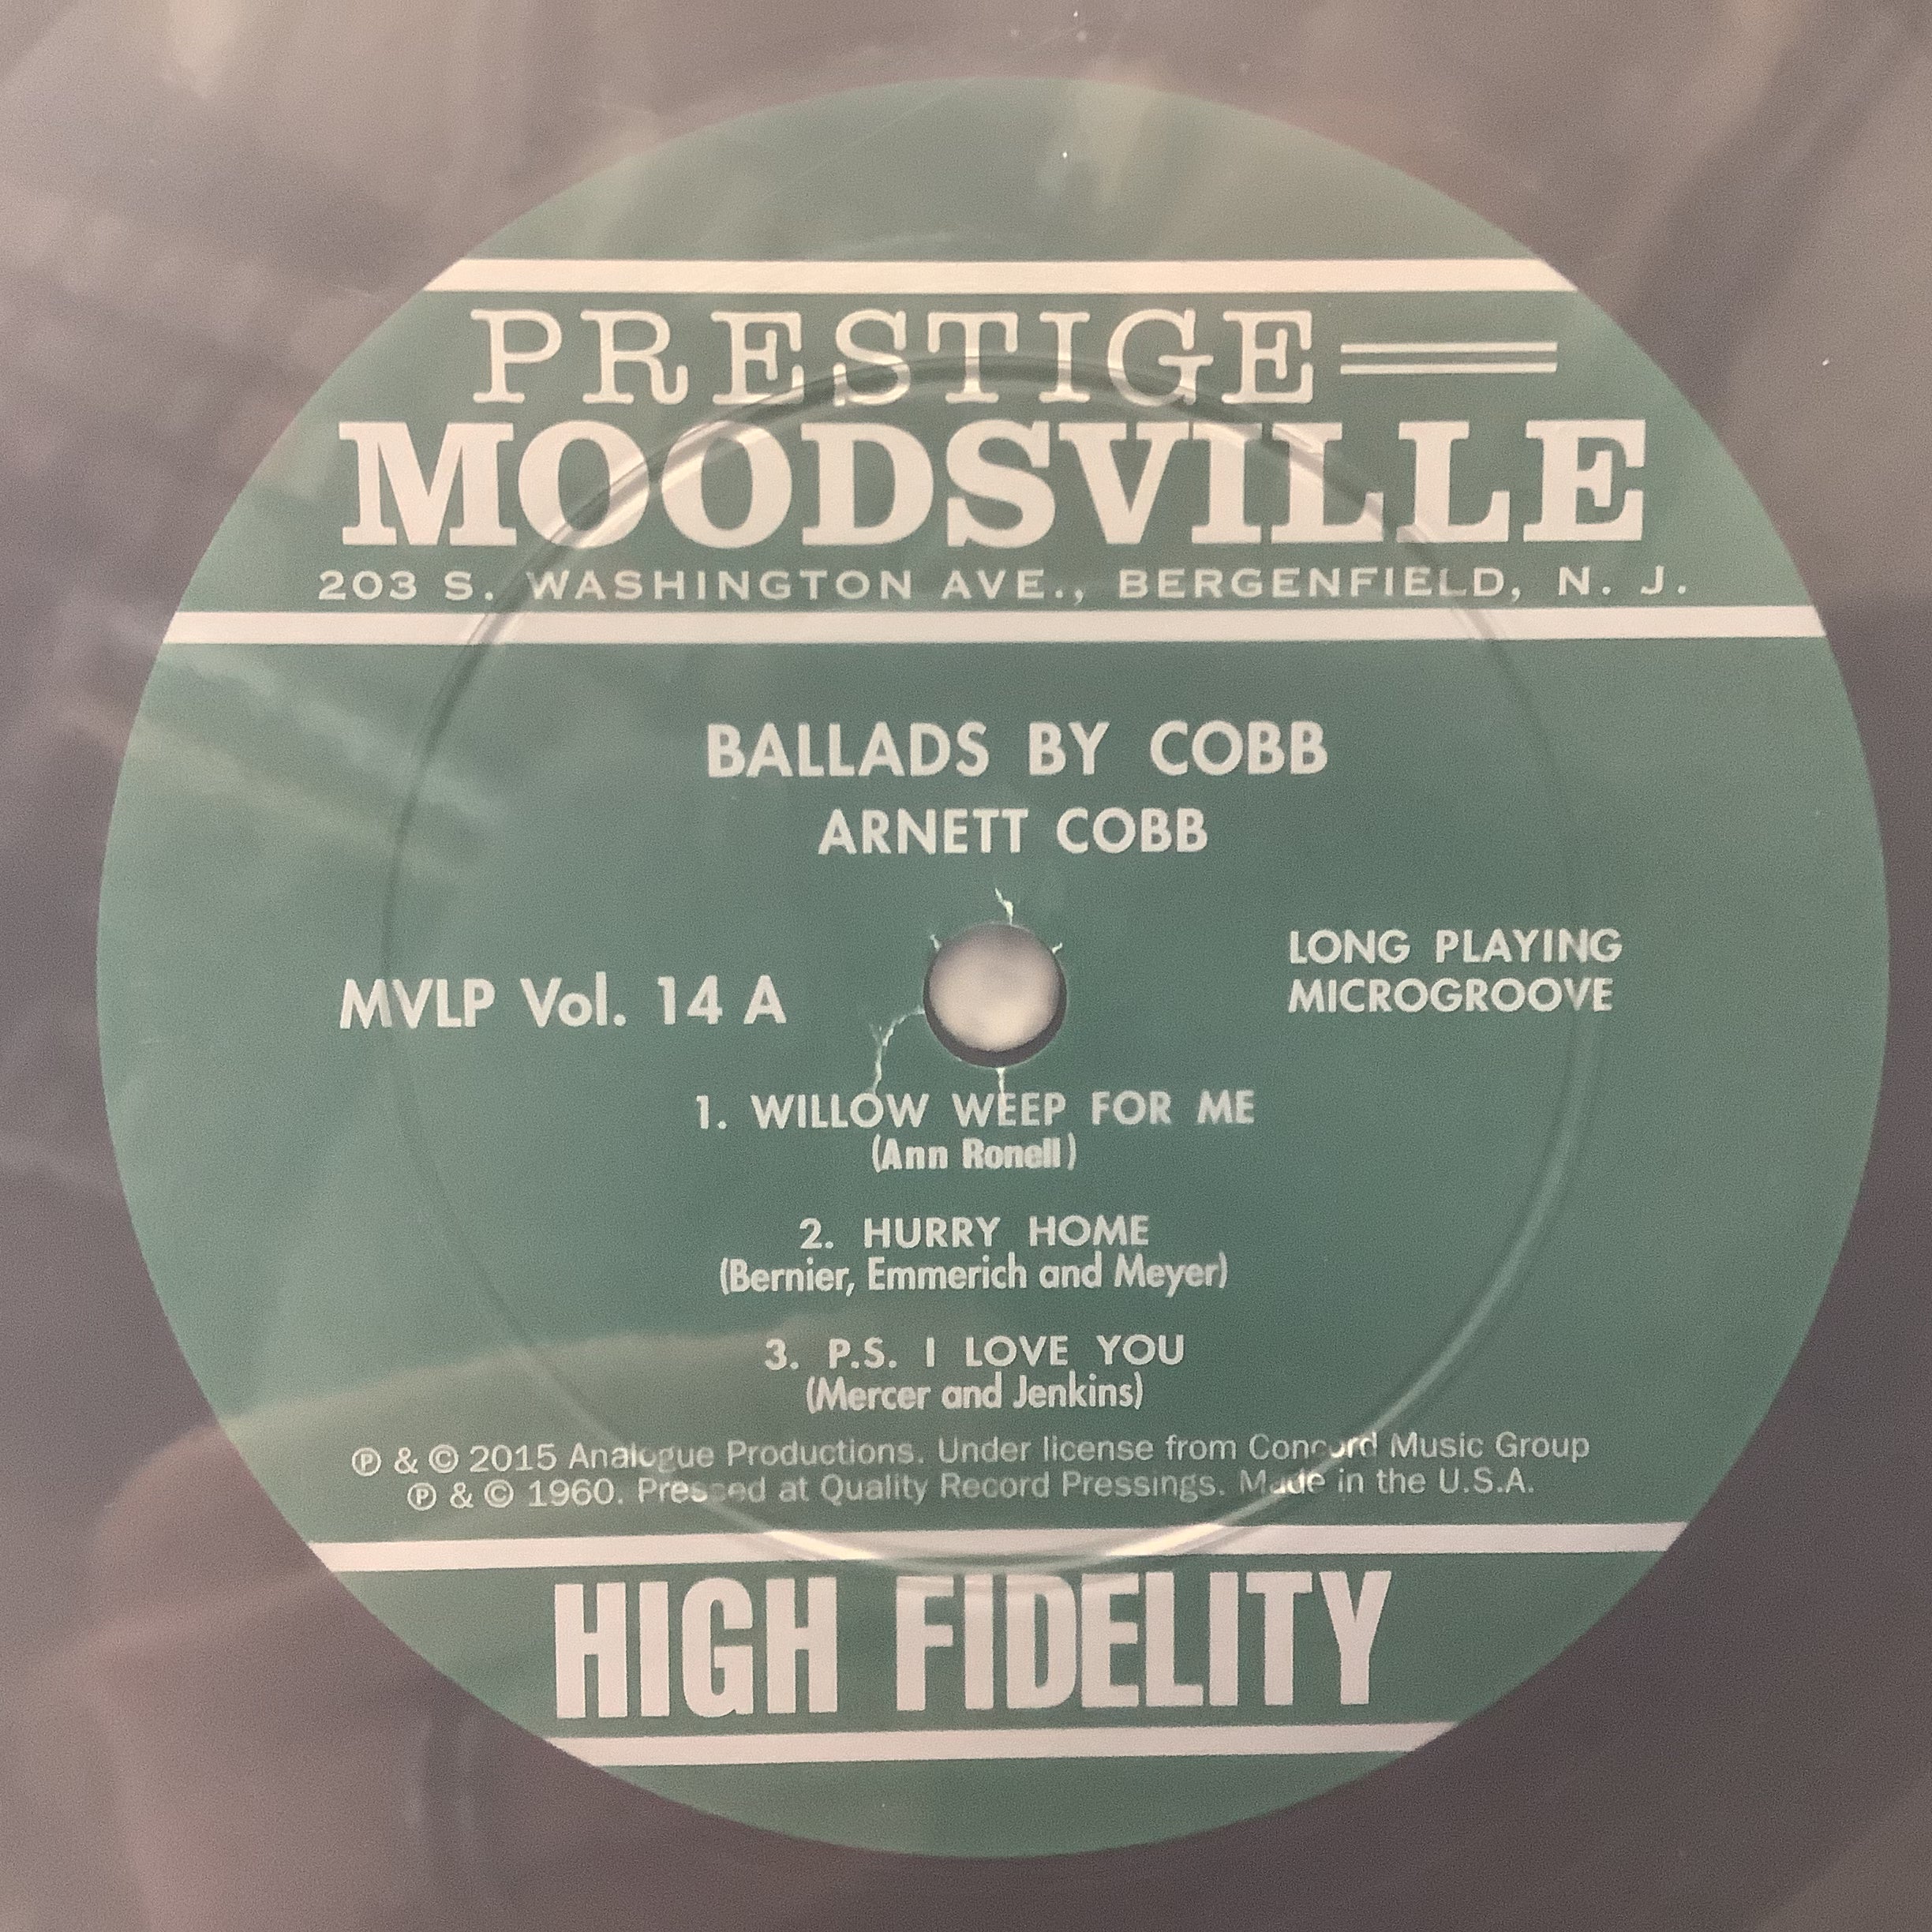 PRESTIGE
MOODSVILLE
203 S. WASHINGTON AVE., BERGENFIELD, N. J.
BALLADS BY COBB
ARNETT COBB
MVLP Vol. 14 A
LONG PLAYING
MICROGROOVE
1. WILLOW WEEP FOR ME
(Ann Ronell)
2. HURRY HOME
(Bernier, Emmerich and Meyer)
3. P.S. I LOVE YOU
(Mercer and Jenkins)
℗ & © 2015 Analogue Productions. Under license from Concord Music Group
℗ & © 1960. Pressed at Quality Record Pressings. Made in the U.S.A.
HIGH FIDELITY